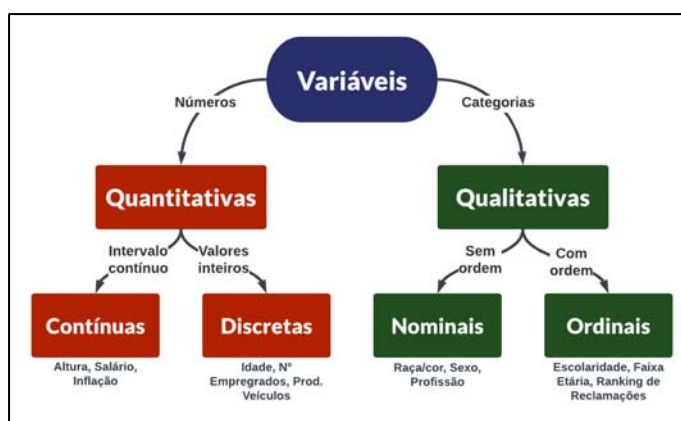 Variáveis
Números
Categorias
Quantitativas
Qualitativas
Intervalo
contínuo
Valores
inteiros
Sem
ordem
Com
ordem
Contínuas
Discretas
Nominais
Ordinais
Altura, Salário,
Inflação
Idade, Nº
Empregados, Prod.
Veículos
Raça/cor, Sexo,
Profissão
Escolaridade, Faixa
Etária, Ranking de
Reclamações